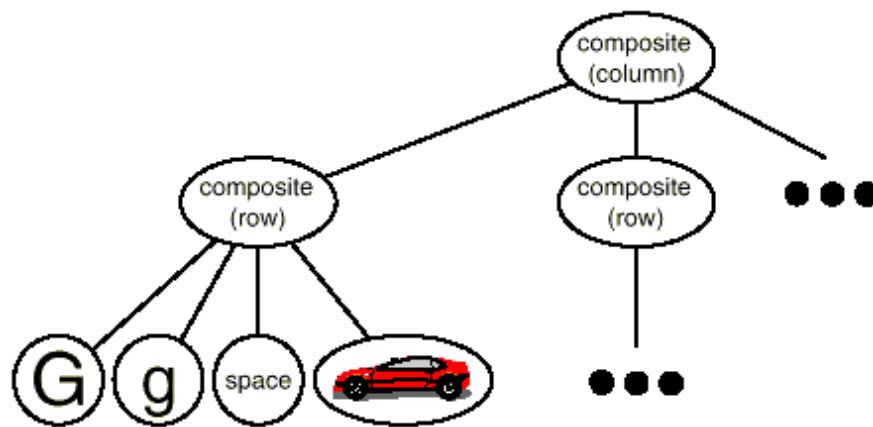 composite
(column)
composite
(row)
composite
(row)
G
g
space